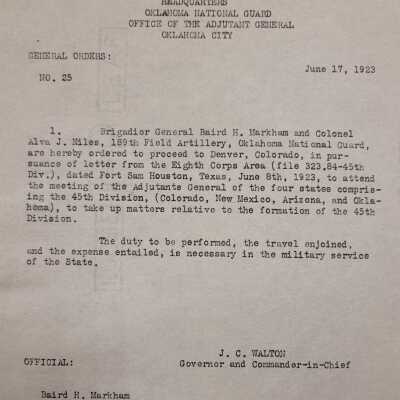 HEADQUARTERS
OKLAHOMA NATIONAL GUARD
OFFICE OF THE ADJUTANT GENERAL
OKLAHOMA CITY
GENERAL ORDERS:
June 17, 1923
NO. 25
1. Brigadior General Baird H. Markham and Colonel
Alva J. Niles, 189th Field Artillery, Oklahoma National Guard,
are hereby ordered to proceed to Denver, Colorado, in pur-
suance of letter from the Eighth Corps Area (file 323.84-45th
Div.), dated Fort Sam Houston, Texas, June 8th, 1923, to attend
the meeting of the Adjutants General of the four states compris-
ing the 45th Division, (Colorado, New Mexico, Arizona, and Okla-
homa), to take up matters relative to the formation of the 45th
Division.
The duty to be performed, the travel enjoined,
and the expense entailed, is necessary in the military service
of the State.
J. C. WALTON
OFFICIAL:
Governor and Commander-in-Chief
Baird H. Markham